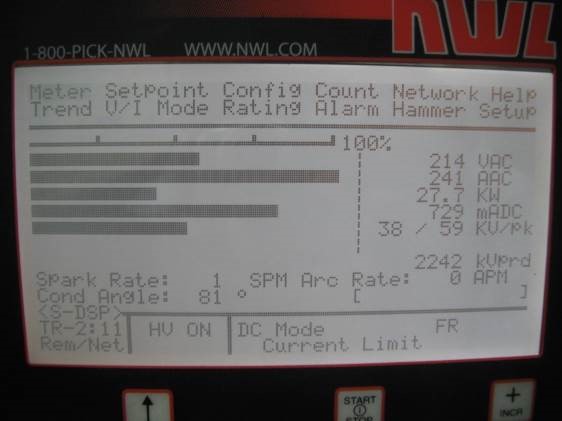 NWL
1-800-PICK-NWL WWW.NWL.COM
Meter Setpoint Config Count Network Help
Trend V/I Mode Rating Alarm Hammer Setup
100%
214 VAC
241 AAC
27.7 KW
729 mADC
38 / 59 KV/pk
2242 kVprd
Spark Rate: 1 SPM Arc Rate: 0 APM
Cond Angle: 81 ° [ ]
<S-DSP>
TR-2:11 HV ON DC Mode FR
Rem/Net Current Limit
↑ START STOP + INCR